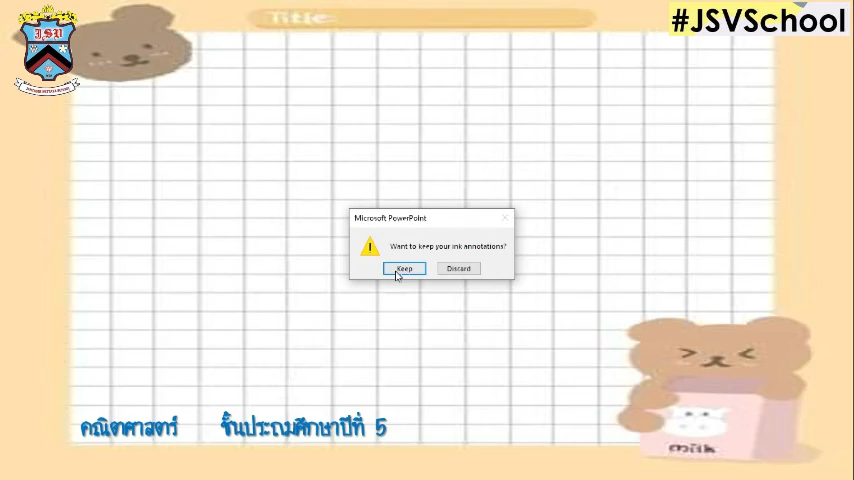 Title
#JSVSchool
JSV
Microsoft PowerPoint
Want to keep your ink annotations?
Keep
Discard
คณิตศาสตร์ ชั้นประถมศึกษาปีที่ 5
milk